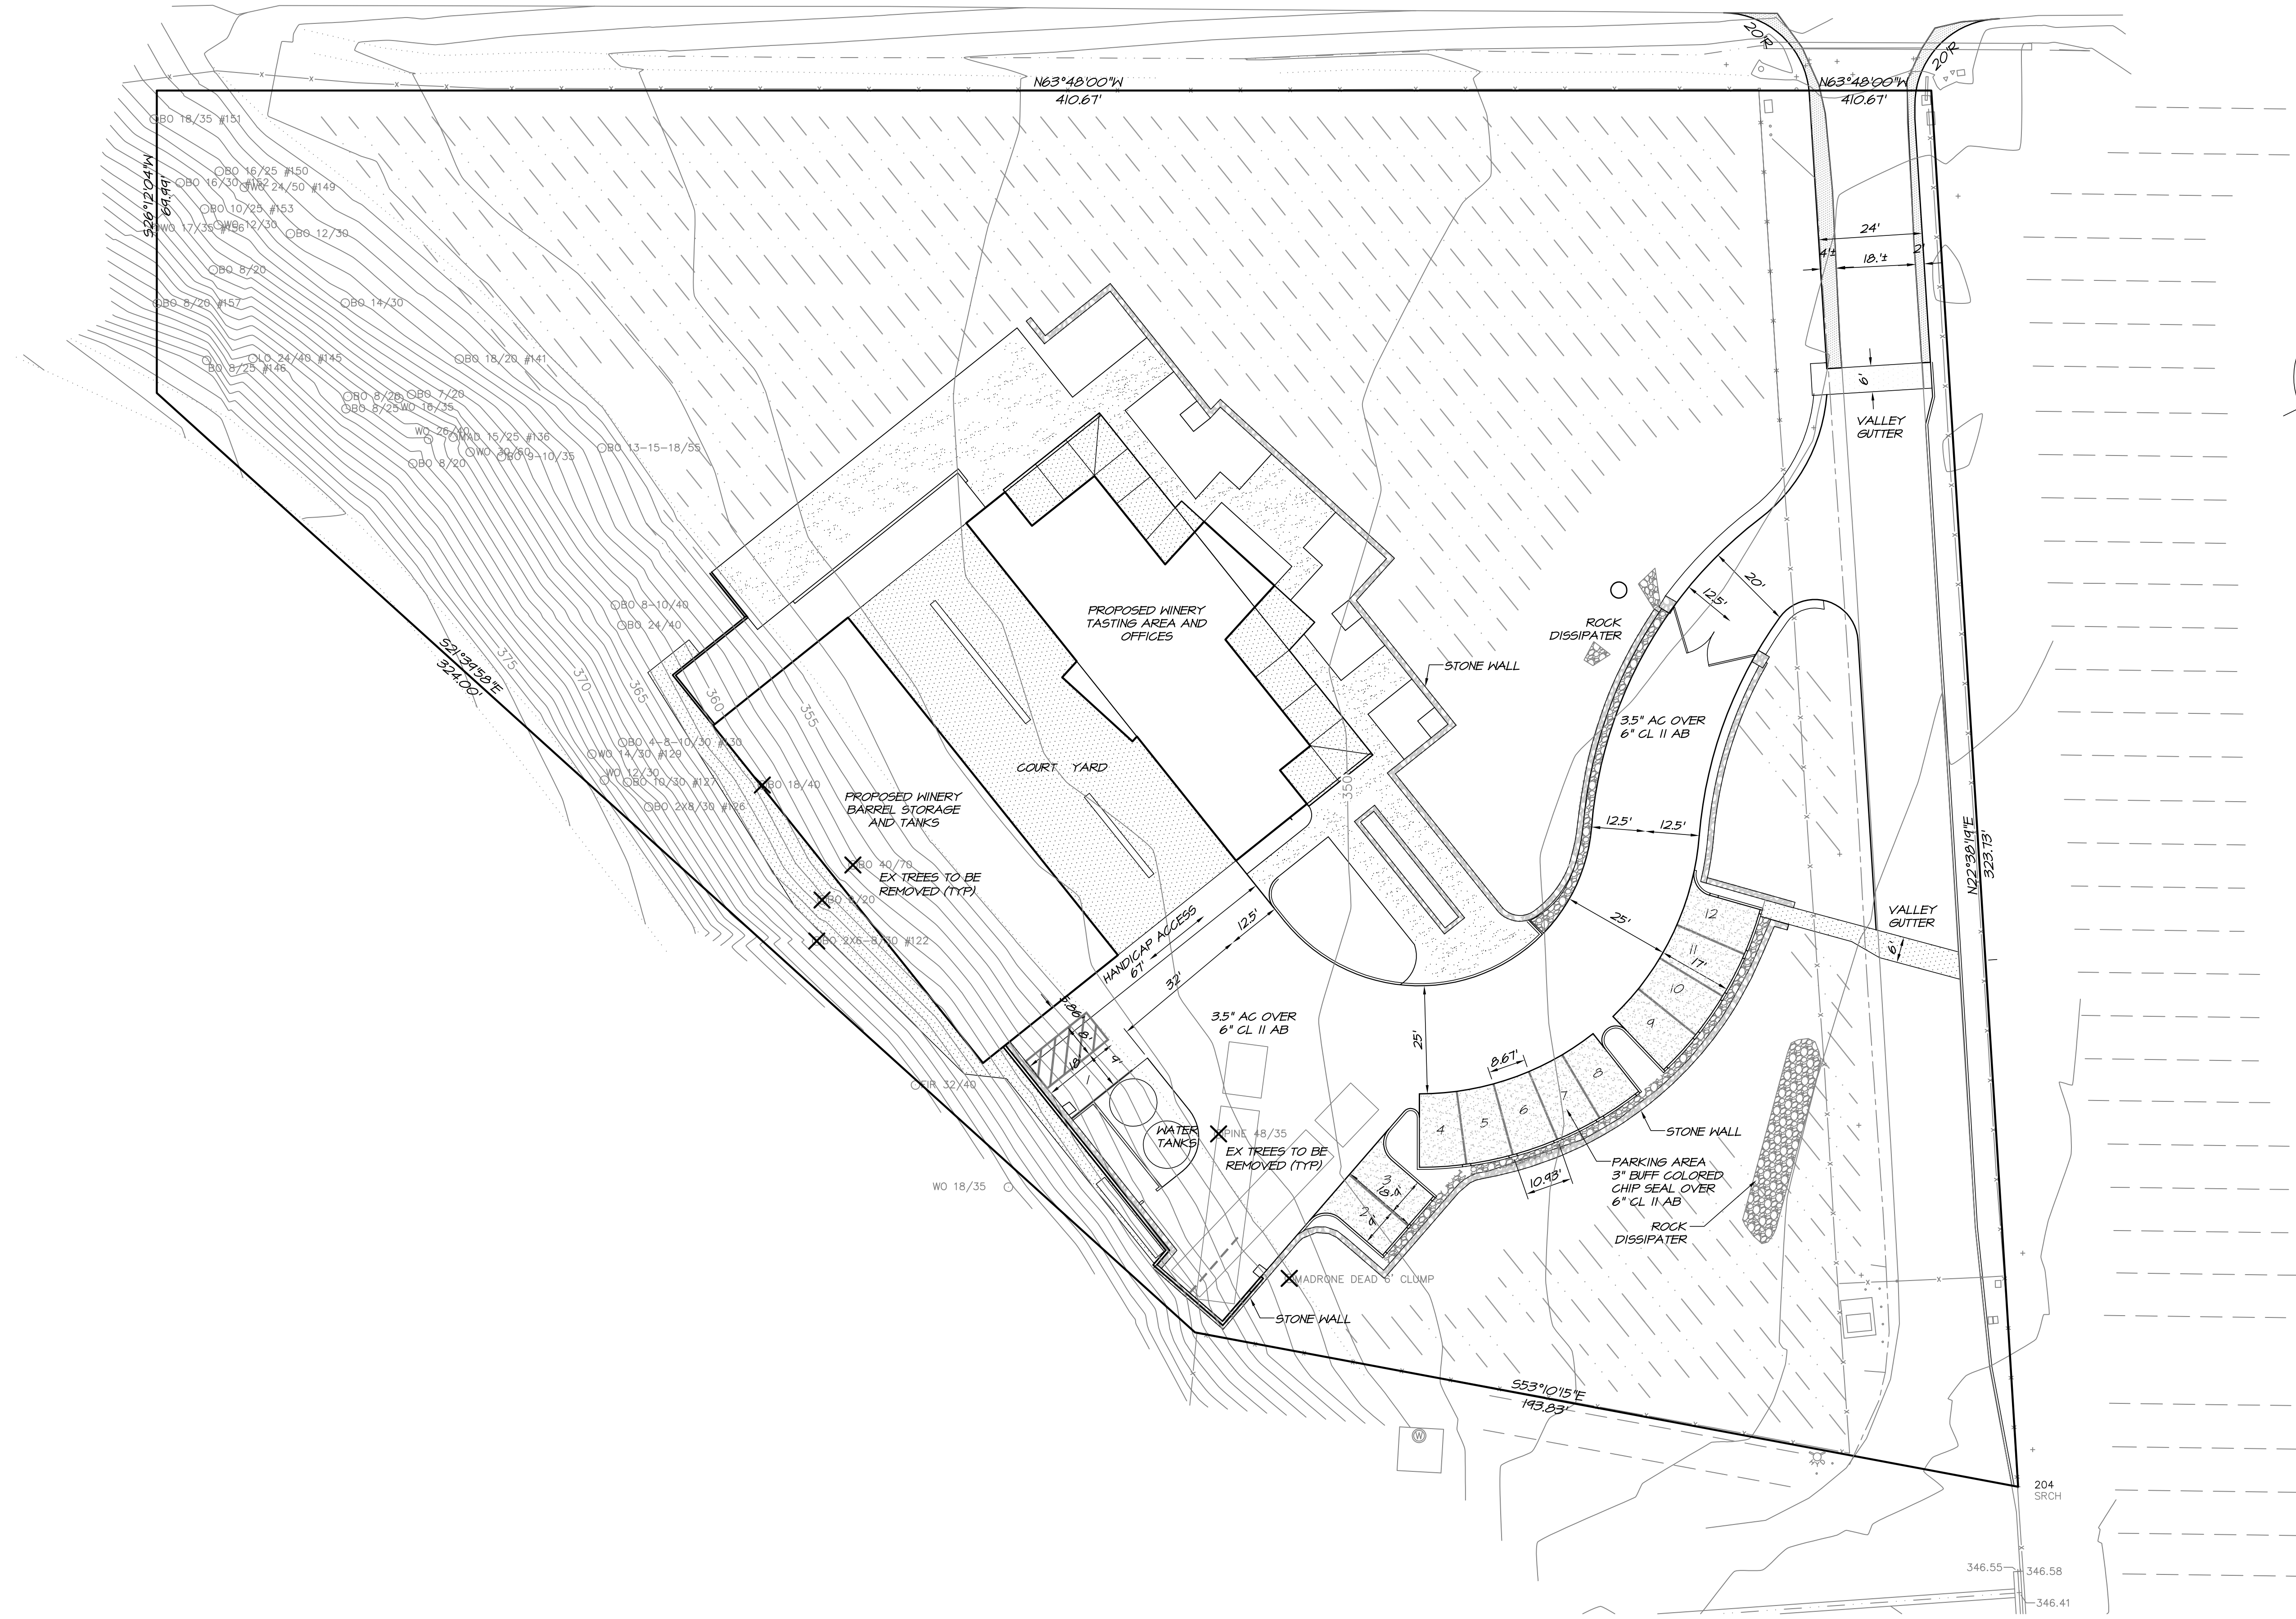 20'R
20'R
N63°48'00"W
410.67'
N63°48'00"W
410.67'
BO 18/35 #151
S26°12'04"W
69.99'
BO 16/25 #150
BO 16/30 #152
WO 24/50 #149
BO 10/25 #153
WO 17/35 #156
WO 12/30
BO 12/30
24'
4'±
18.'±
2'
BO 8/20
BO 8/20 #157
BO 14/30
LO 24/40 #145
BO 8/25 #146
BO 18/20 #141
6'
VALLEY
GUTTER
BO 8/20
BO 7/20
BO 8/25
WO 16/35
WO 26/40
MAD 15/25 #136
WO 30/60
BO 9-10/35
BO 8/20
BO 13-15-18/55
20'
12.5'
BO 8-10/40
BO 24/40
PROPOSED WINERY
TASTING AREA AND
OFFICES
ROCK
DISSIPATER
STONE WALL
S21°39'58"E
324.00'
375
370
365
360
355
350
3.5" AC OVER
6" CL II AB
BO 4-8-10/30 #130
WO 14/30 #129
WO 12/30
BO 10/30 #127
BO 2X8/30 #126
BO 18/40
COURT YARD
PROPOSED WINERY
BARREL STORAGE
AND TANKS
12.5'
12.5'
N22°38'19"E
323.73'
BO 40/70
EX TREES TO BE
REMOVED (TYP)
BO 2X6-8/30 #122
HANDICAP ACCESS
67'
12.5'
32'
25'
12
11
17'
10
9
VALLEY
GUTTER
6'
5.86'
8'
18'
9'
1
3.5" AC OVER
6" CL II AB
25'
8.67'
8
7
6
5
4
FIR 32/40
WATER
TANKS
PINE 48/35
EX TREES TO BE
REMOVED (TYP)
STONE WALL
PARKING AREA
3" BUFF COLORED
CHIP SEAL OVER
6" CL II AB
10.93'
3
2
WO 18/35
ROCK
DISSIPATER
MADRONE DEAD 6' CLUMP
STONE WALL
S53°10'15"E
193.83'
W
204
SRCH
346.55
346.58
346.41